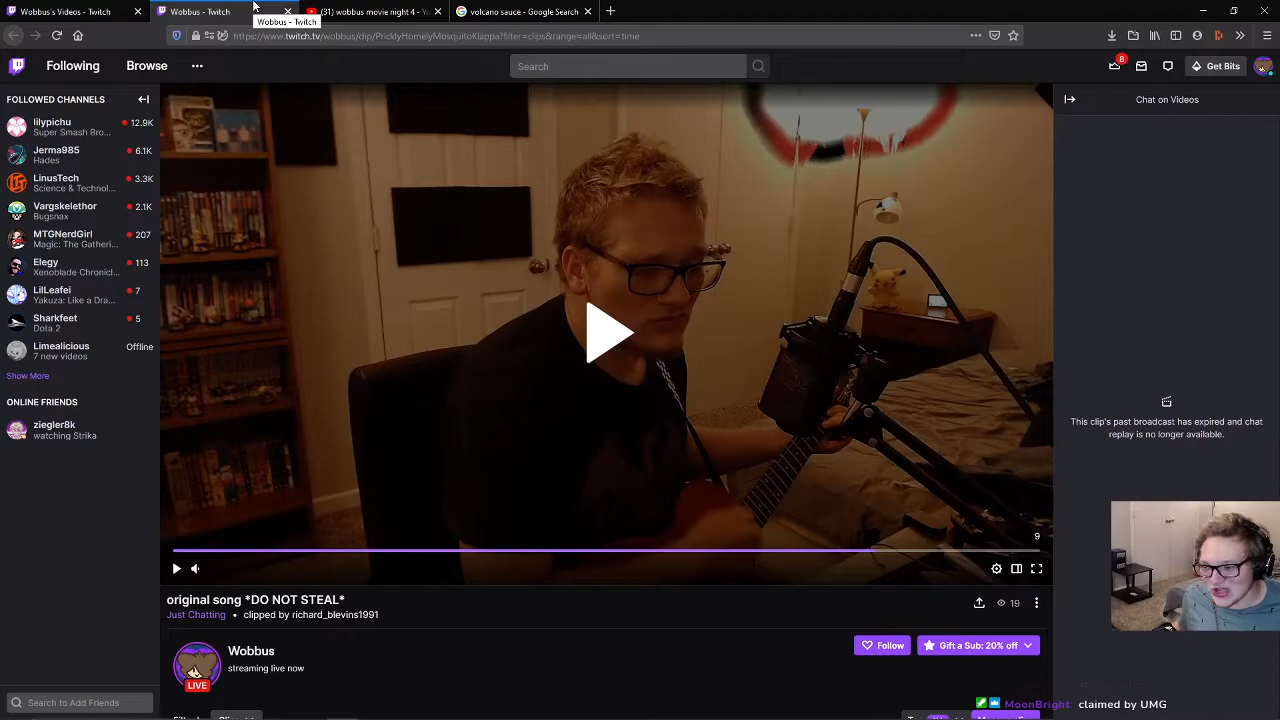 Wobbus's Videos - Twitch
Wobbus - Twitch
(31) wobbus movie night 4 - Yo
volcano sauce - Google Search
Wobbus - Twitch
https://www.twitch.tv/wobbus/clip/PricklyHomelyMosquitoKlappa?filter=clips&range=all&sort=time
Following
Browse
Search
8
Get Bits
FOLLOWED CHANNELS
Chat on Videos
lilypichu
12.9K
Super Smash Bro...
Jerma985
6.1K
Hades
LinusTech
3.3K
Science & Technol...
Vargskelethor
2.1K
Bugsnax
MTGNerdGirl
207
Magic: The Gatheri...
Elegy
113
Xenoblade Chronicl...
LilLeafei
7
Yakuza: Like a Dra...
Sharkfeet
5
Dota 2
Limealicious
Offline
7 new videos
Show More
ONLINE FRIENDS
ziegler8k
watching Strika
This clip's past broadcast has expired and chat
replay is no longer available.
9
original song *DO NOT STEAL*
Just Chatting • clipped by richard_blevins1991
19
Wobbus
streaming live now
LIVE
Follow
Gift a Sub: 20% off
Search to Add Friends
MoonBright: claimed by UMG